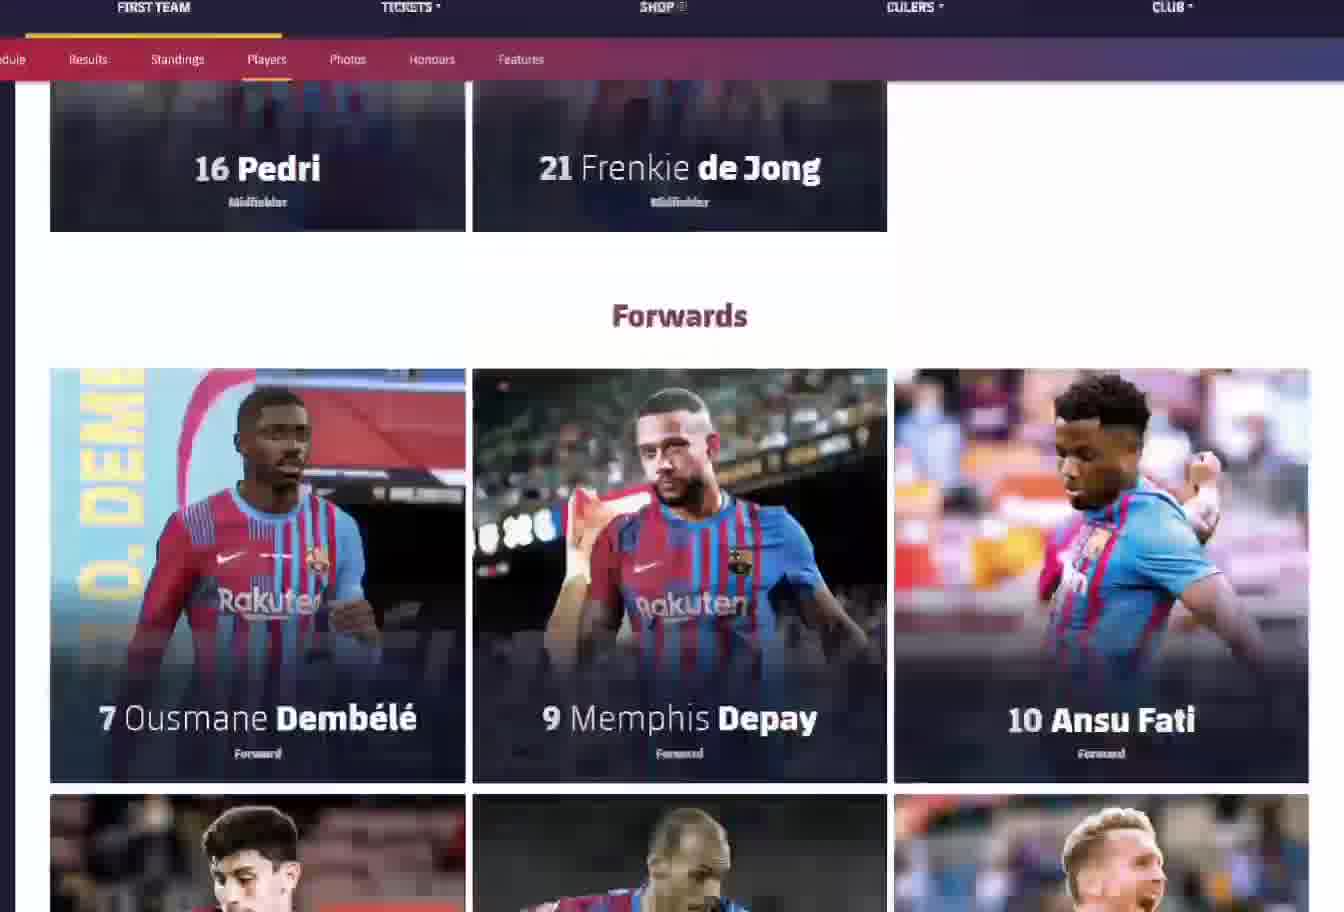 FIRST TEAM
TICKETS
SHOP
CULERS
CLUB
edule
Results
Standings
Players
Photos
Honours
Features
16 Pedri
Midfielder
21 Frenkie de Jong
Midfielder
Forwards
O. DEMB
Rakuten
Rakuten
7 Ousmane Dembélé
Forward
9 Memphis Depay
Forward
10 Ansu Fati
Forward